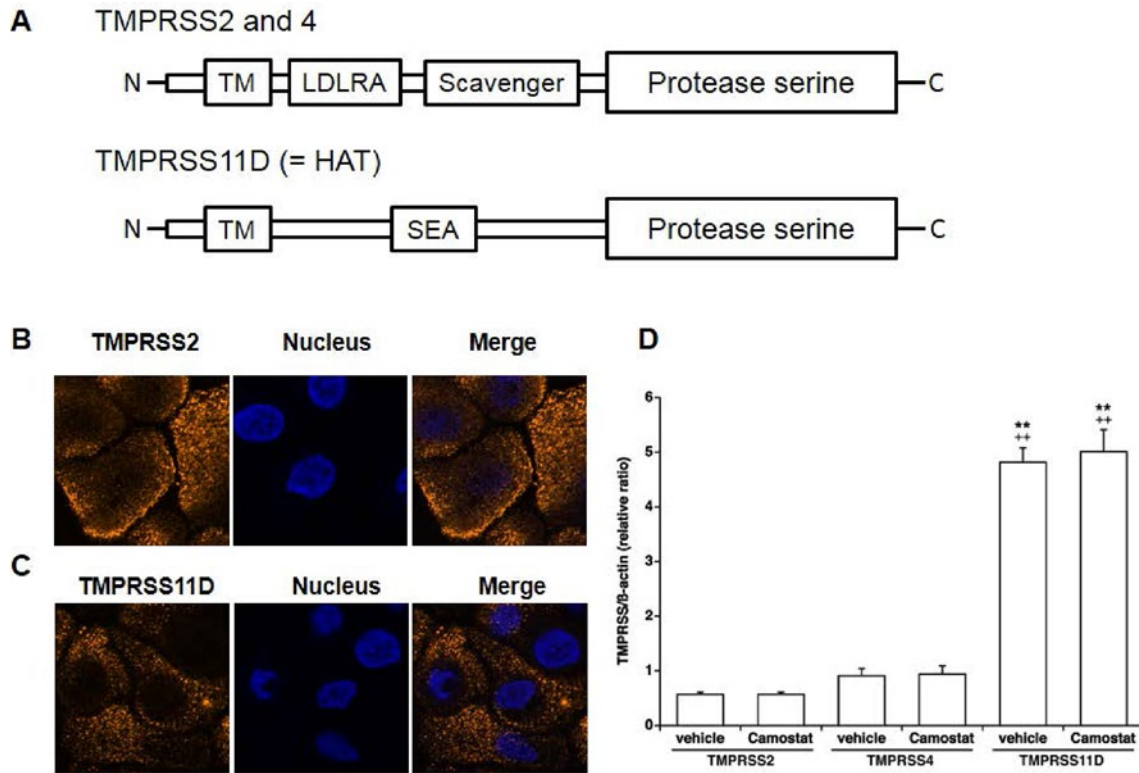 A
TMPRSS2 and 4
N TM LDLRA Scavenger Protease serine C
TMPRSS11D (= HAT)
N TM SEA Protease serine C
B
TMPRSS2 Nucleus Merge
C
TMPRSS11D Nucleus Merge
D
TMPRSS/ß-actin (relative ratio)
6
5
4
3
2
1
0
** **
++ ++
vehicle Camostat vehicle Camostat vehicle Camostat
TMPRSS2 TMPRSS4 TMPRSS11D